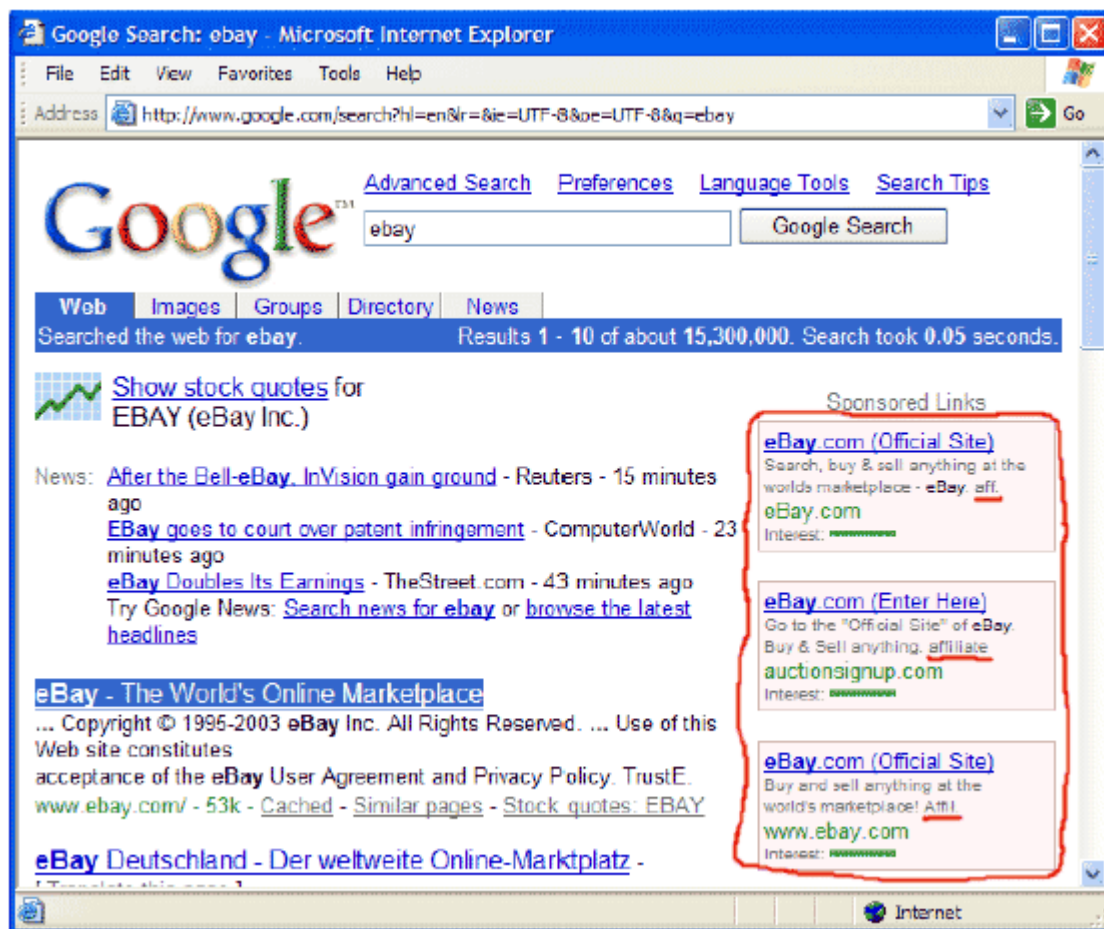 Google Search: ebay - Microsoft Internet Explorer
File Edit View Favorites Tools Help
Address http://www.google.com/search?hl=en&lr=&ie=UTF-8&oe=UTF-8&q=ebay Go
Advanced Search Preferences Language Tools Search Tips
Google™
ebay Google Search
Web Images Groups Directory News
Searched the web for ebay. Results 1 - 10 of about 15,300,000. Search took 0.05 seconds.
Show stock quotes for
EBAY (eBay Inc.)
News: After the Bell-eBay, InVision gain ground - Reuters - 15 minutes
ago
EBay goes to court over patent infringement - ComputerWorld - 23
minutes ago
eBay Doubles Its Earnings - TheStreet.com - 43 minutes ago
Try Google News: Search news for ebay or browse the latest
headlines
eBay - The World's Online Marketplace
... Copyright © 1995-2003 eBay Inc. All Rights Reserved. ... Use of this
Web site constitutes
acceptance of the eBay User Agreement and Privacy Policy. TrustE.
www.ebay.com/ - 53k - Cached - Similar pages - Stock quotes: EBAY
eBay Deutschland - Der weltweite Online-Marktplatz -
[ Translate this page ]
Sponsored Links
eBay.com (Official Site)
Search, buy & sell anything at the
worlds marketplace - eBay. aff.
eBay.com
Interest:
eBay.com (Enter Here)
Go to the "Official Site" of eBay.
Buy & Sell anything. affiliate
auctionsignup.com
Interest:
eBay.com (Official Site)
Buy and sell anything at the
world's marketplace! Affil.
www.ebay.com
Interest:
Internet